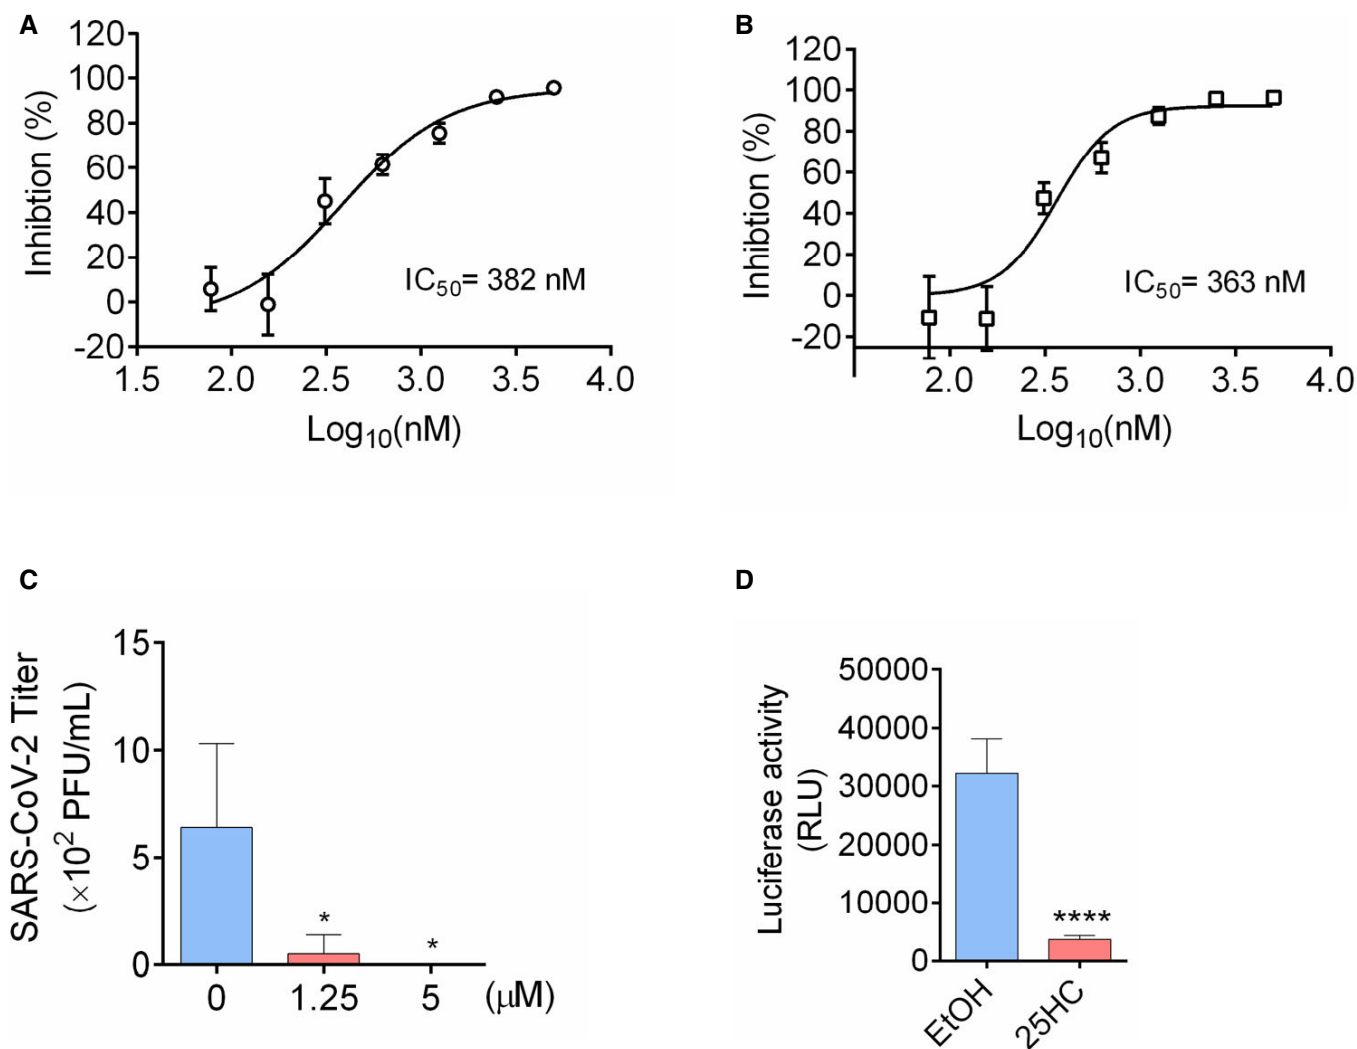 A
120
100
80
60
40
20
0
-20
Inhibtion (%)
IC50= 382 nM
1.5 2.0 2.5 3.0 3.5 4.0
Log10(nM)
B
120
100
80
60
40
20
0
-20
Inhibtion (%)
IC50= 363 nM
2.0 2.5 3.0 3.5 4.0
Log10(nM)
C
15
10
5
0
SARS-CoV-2 Titer
(×10² PFU/mL)
*
*
0 1.25 5 (µM)
D
50000
40000
30000
20000
10000
0
Luciferase activity
(RLU)
****
EtOH
25HC